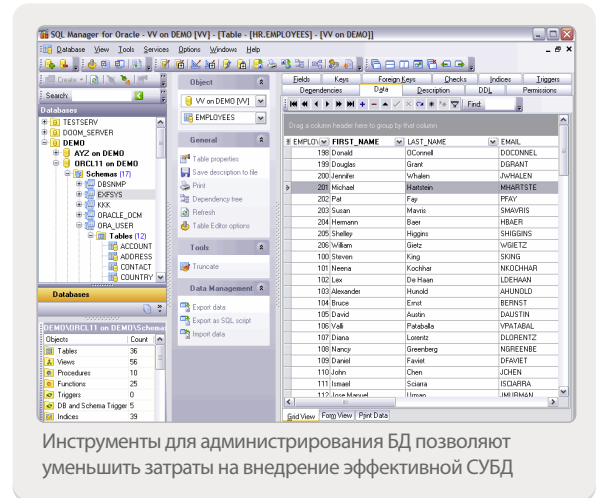 SQL Manager for Oracle - VV on DEMO [VV] - [Table - [HR.EMPLOYEES] - [VV on DEMO]]
Database View Tools Services Options Windows Help
Create
Search:
Databases
TESTSERV
DOOM_SERVER
DEMO
AYZ on DEMO
ORCL11 on DEMO
Schemas (17)
DBSNMP
EXFSYS
KKK
ORACLE_OCM
ORA_USER
Tables (12)
ACCOUNT
ADDRESS
CONTACT
COUNTRY
Databases
DEMO\ORCL11 on DEMO\Schemas
Objects Count
Tables 36
Views 56
Procedures 10
Functions 25
Triggers 0
DB and Schema Trigger 5
Indices 39
Object
VV on DEMO [VV]
EMPLOYEES
General
Table properties
Save description to file
Print
Dependency tree
Refresh
Table Editor options
Tools
Truncate
Data Management
Export data
Export as SQL script
Import data
Fields Keys Foreign Keys Checks Indices Triggers
Dependencies Data Description DDL Permissions
Find:
Drag a column header here to group by that column
EMPLOY FIRST_NAME LAST_NAME EMAIL
198 Donald OConnell DOCONNEL
199 Douglas Grant DGRANT
200 Jennifer Whalen JWHALEN
201 Michael Hartstein MHARTSTE
202 Pat Fay PFAY
203 Susan Mavris SMAVRIS
204 Hermann Baer HBAER
205 Shelley Higgins SHIGGINS
206 William Gietz WGIETZ
100 Steven King SKING
101 Neena Kochhar NKOCHHAR
102 Lex De Haan LDEHAAN
103 Alexander Hunold AHUNOLD
104 Bruce Ernst BERNST
105 David Austin DAUSTIN
106 Valli Pataballa VPATABAL
107 Diana Lorentz DLORENTZ
108 Nancy Greenberg NGREENBE
109 Daniel Faviet DFAVIET
110 John Chen JCHEN
111 Ismael Sciarra ISCIARRA
112 Jose Manuel Urman JMURMAN
Grid View Form View Print Data
Инструменты для администрирования БД позволяют
уменьшить затраты на внедрение эффективной СУБД